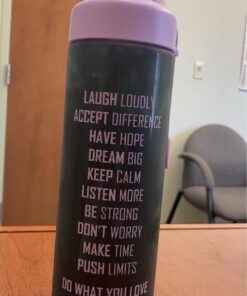 LAUGH LOUDLY
ACCEPT DIFFERENCE
HAVE HOPE
DREAM BIG
KEEP CALM
LISTEN MORE
BE STRONG
DON'T WORRY
MAKE TIME
PUSH LIMITS
DO WHAT YOU LOVE